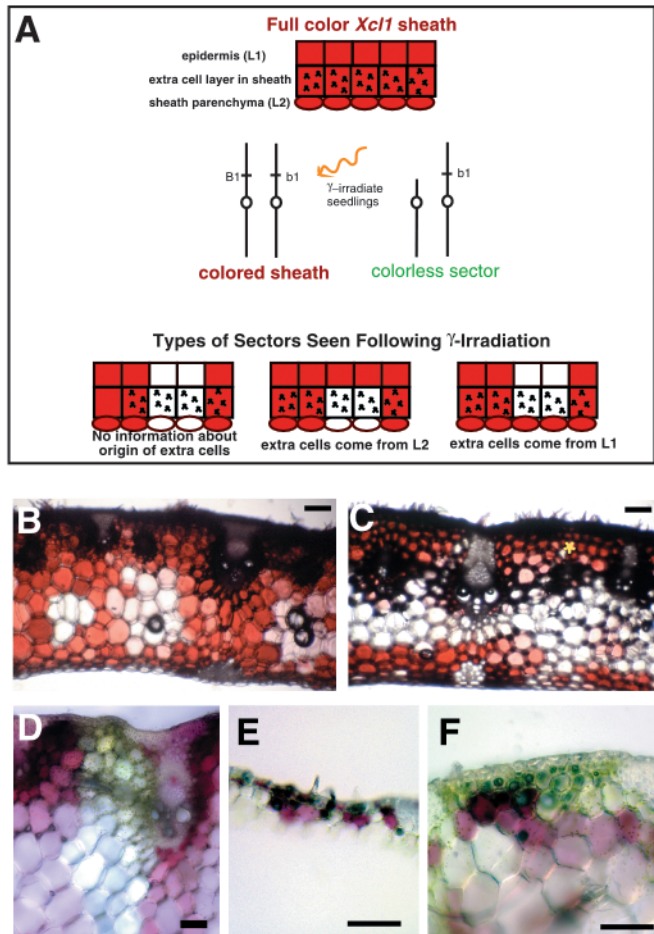 A
Full color Xcl1 sheath
epidermis (L1)
extra cell layer in sheath
sheath parenchyma (L2)
B1
b1
b1
γ–irradiate
seedlings
colored sheath
colorless sector
Types of Sectors Seen Following γ-Irradiation
No information about
origin of extra cells
extra cells come from L2
extra cells come from L1
B
C
*
D
E
F